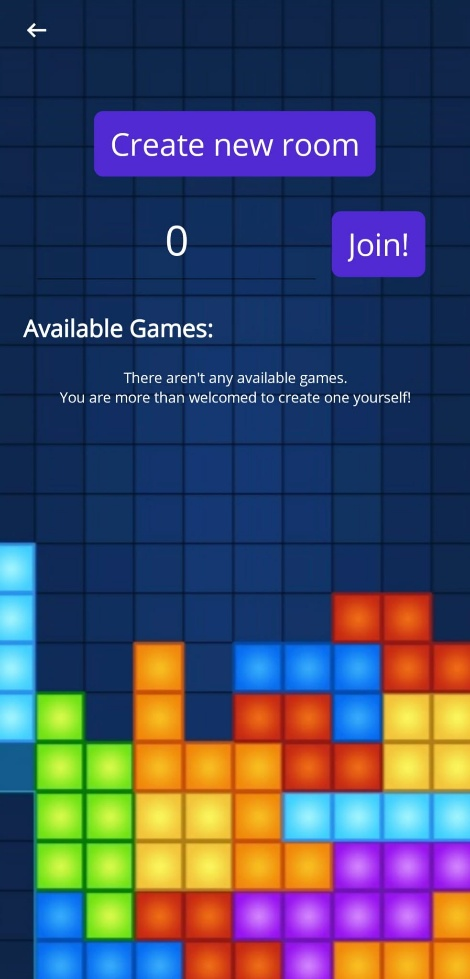 Create new room
0
Join!
Available Games:
There aren't any available games.
You are more than welcomed to create one yourself!